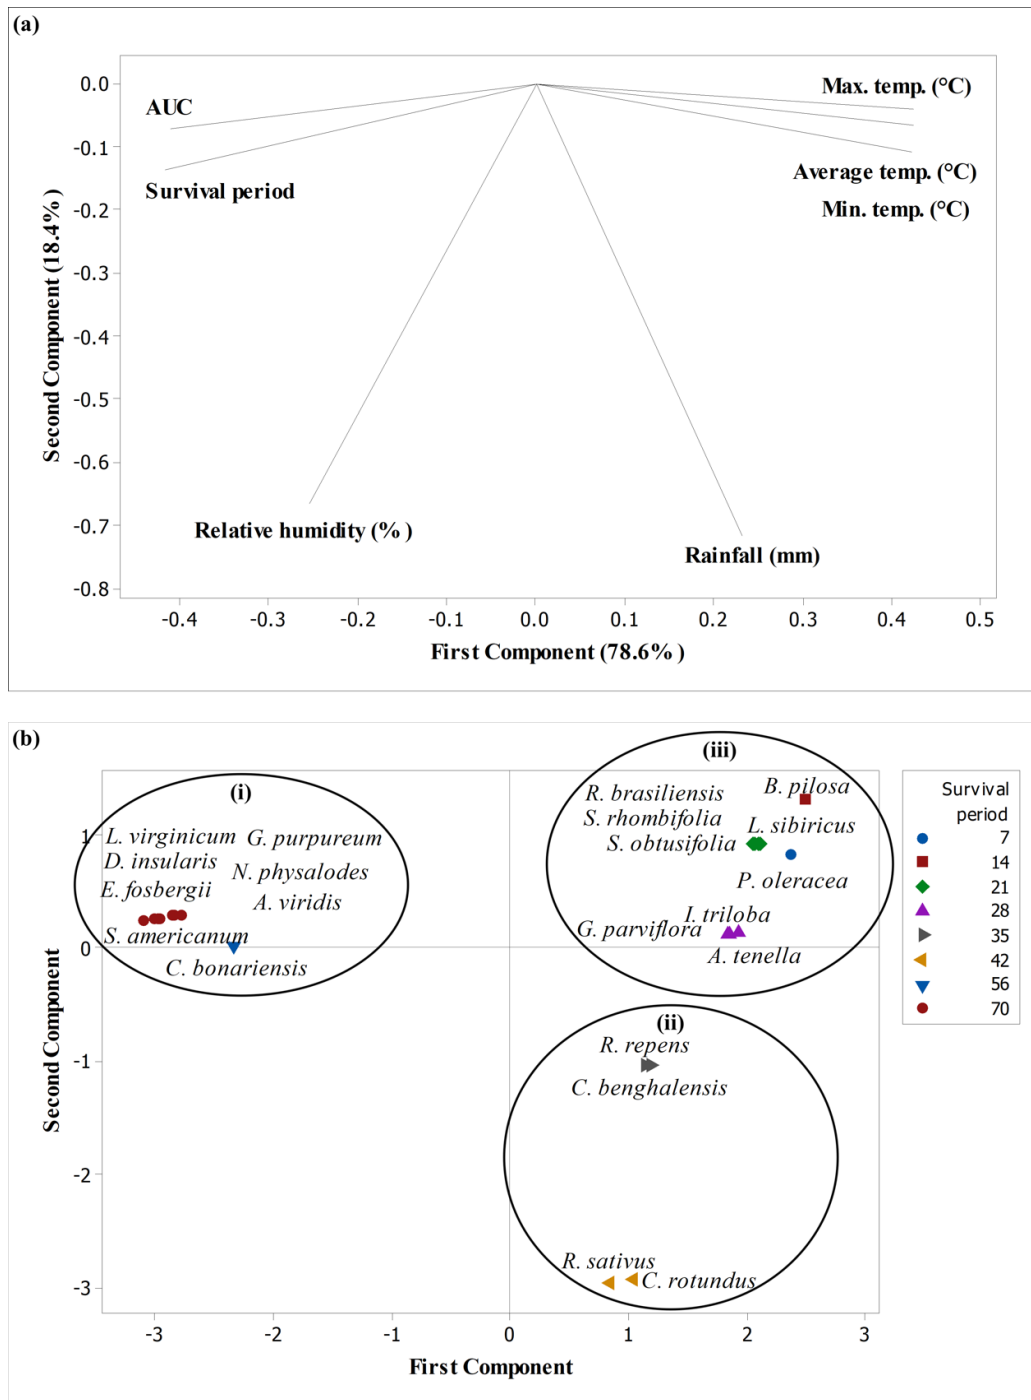 (a)
0.0
-0.1
-0.2
-0.3
-0.4
-0.5
-0.6
-0.7
-0.8
Second Component (18.4%)
AUC
Survival period
Max. temp. (°C)
Average temp. (°C)
Min. temp. (°C)
Relative humidity (%)
Rainfall (mm)
-0.4 -0.3 -0.2 -0.1 0.0 0.1 0.2 0.3 0.4 0.5
First Component (78.6%)
(b)
1
0
-1
-2
-3
Second Component
(i)
L. virginicum G. purpureum
D. insularis N. physalodes
E. fosbergii A. viridis
S. americanum
C. bonariensis
(iii)
R. brasiliensis B. pilosa
S. rhombifolia L. sibiricus
S. obtusifolia
P. oleracea
I. triloba
G. parviflora
A. tenella
(ii)
R. repens
C. benghalensis
R. sativus
C. rotundus
-3 -2 -1 0 1 2 3
First Component
Survival
period
7
14
21
28
35
42
56
70